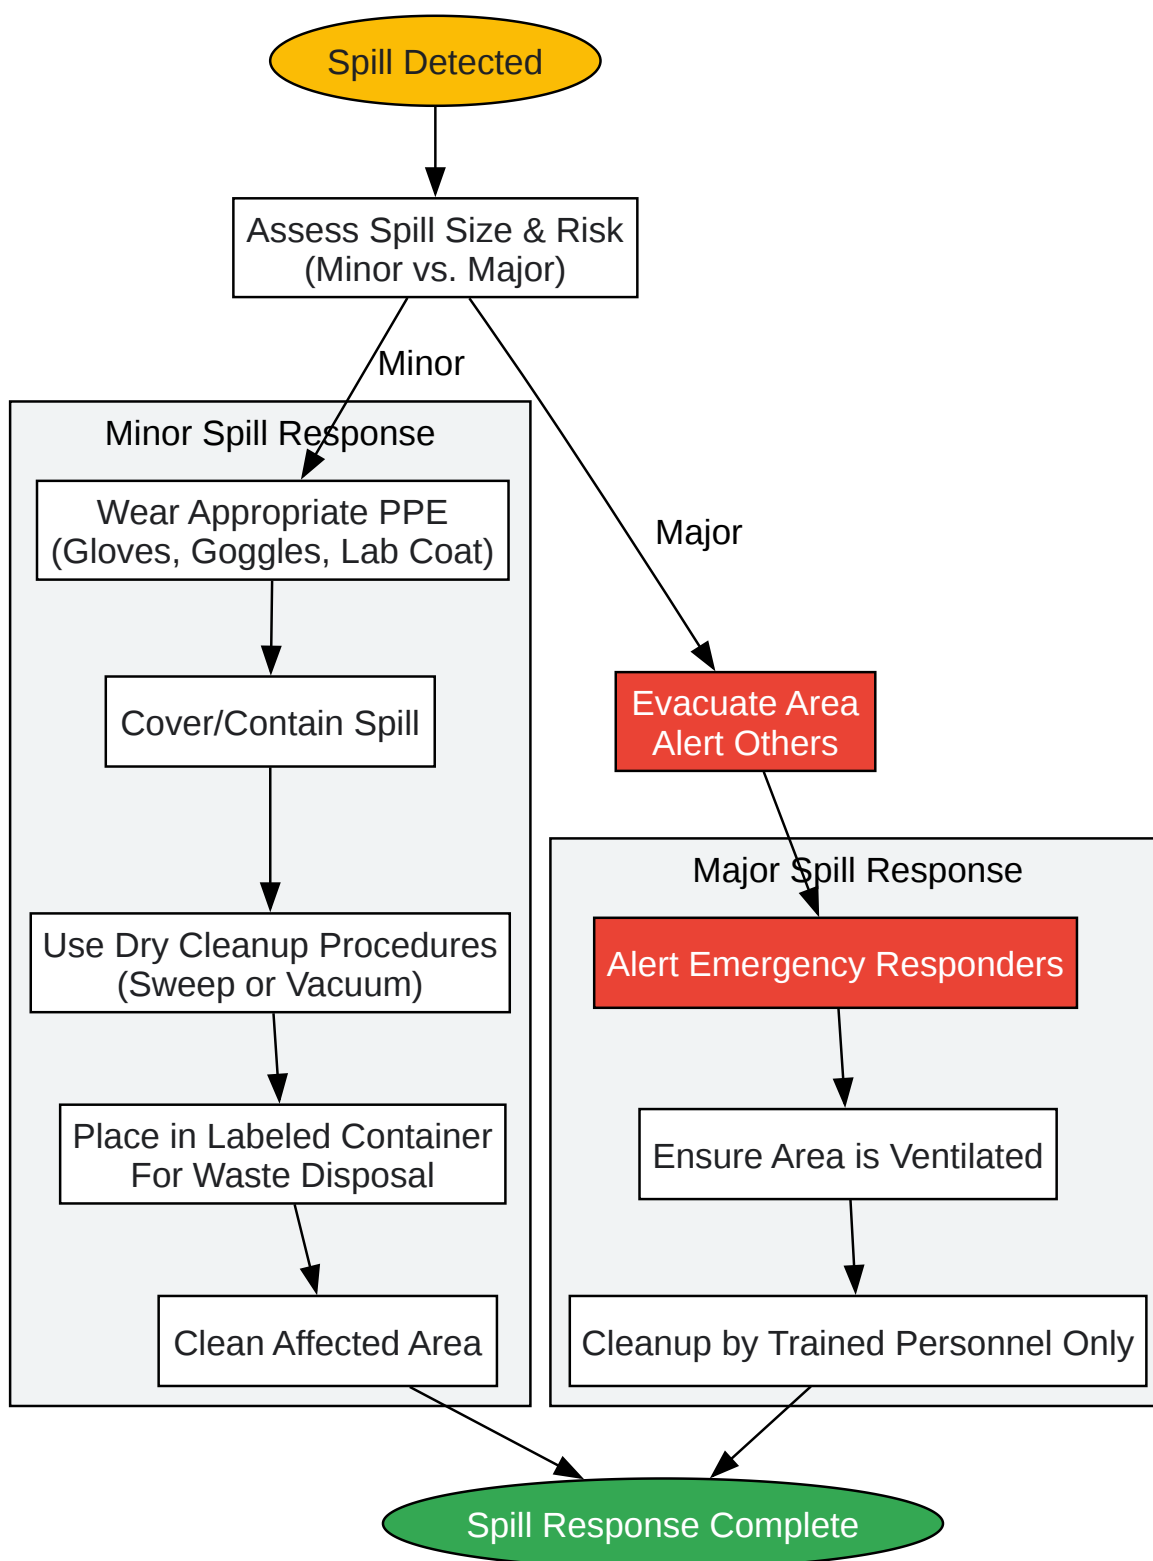 Spill Detected
Assess Spill Size & Risk
(Minor vs. Major)
Minor
Minor Spill Response
Wear Appropriate PPE
(Gloves, Goggles, Lab Coat)
Cover/Contain Spill
Use Dry Cleanup Procedures
(Sweep or Vacuum)
Place in Labeled Container
For Waste Disposal
Clean Affected Area
Major
Evacuate Area
Alert Others
Major Spill Response
Alert Emergency Responders
Ensure Area is Ventilated
Cleanup by Trained Personnel Only
Spill Response Complete